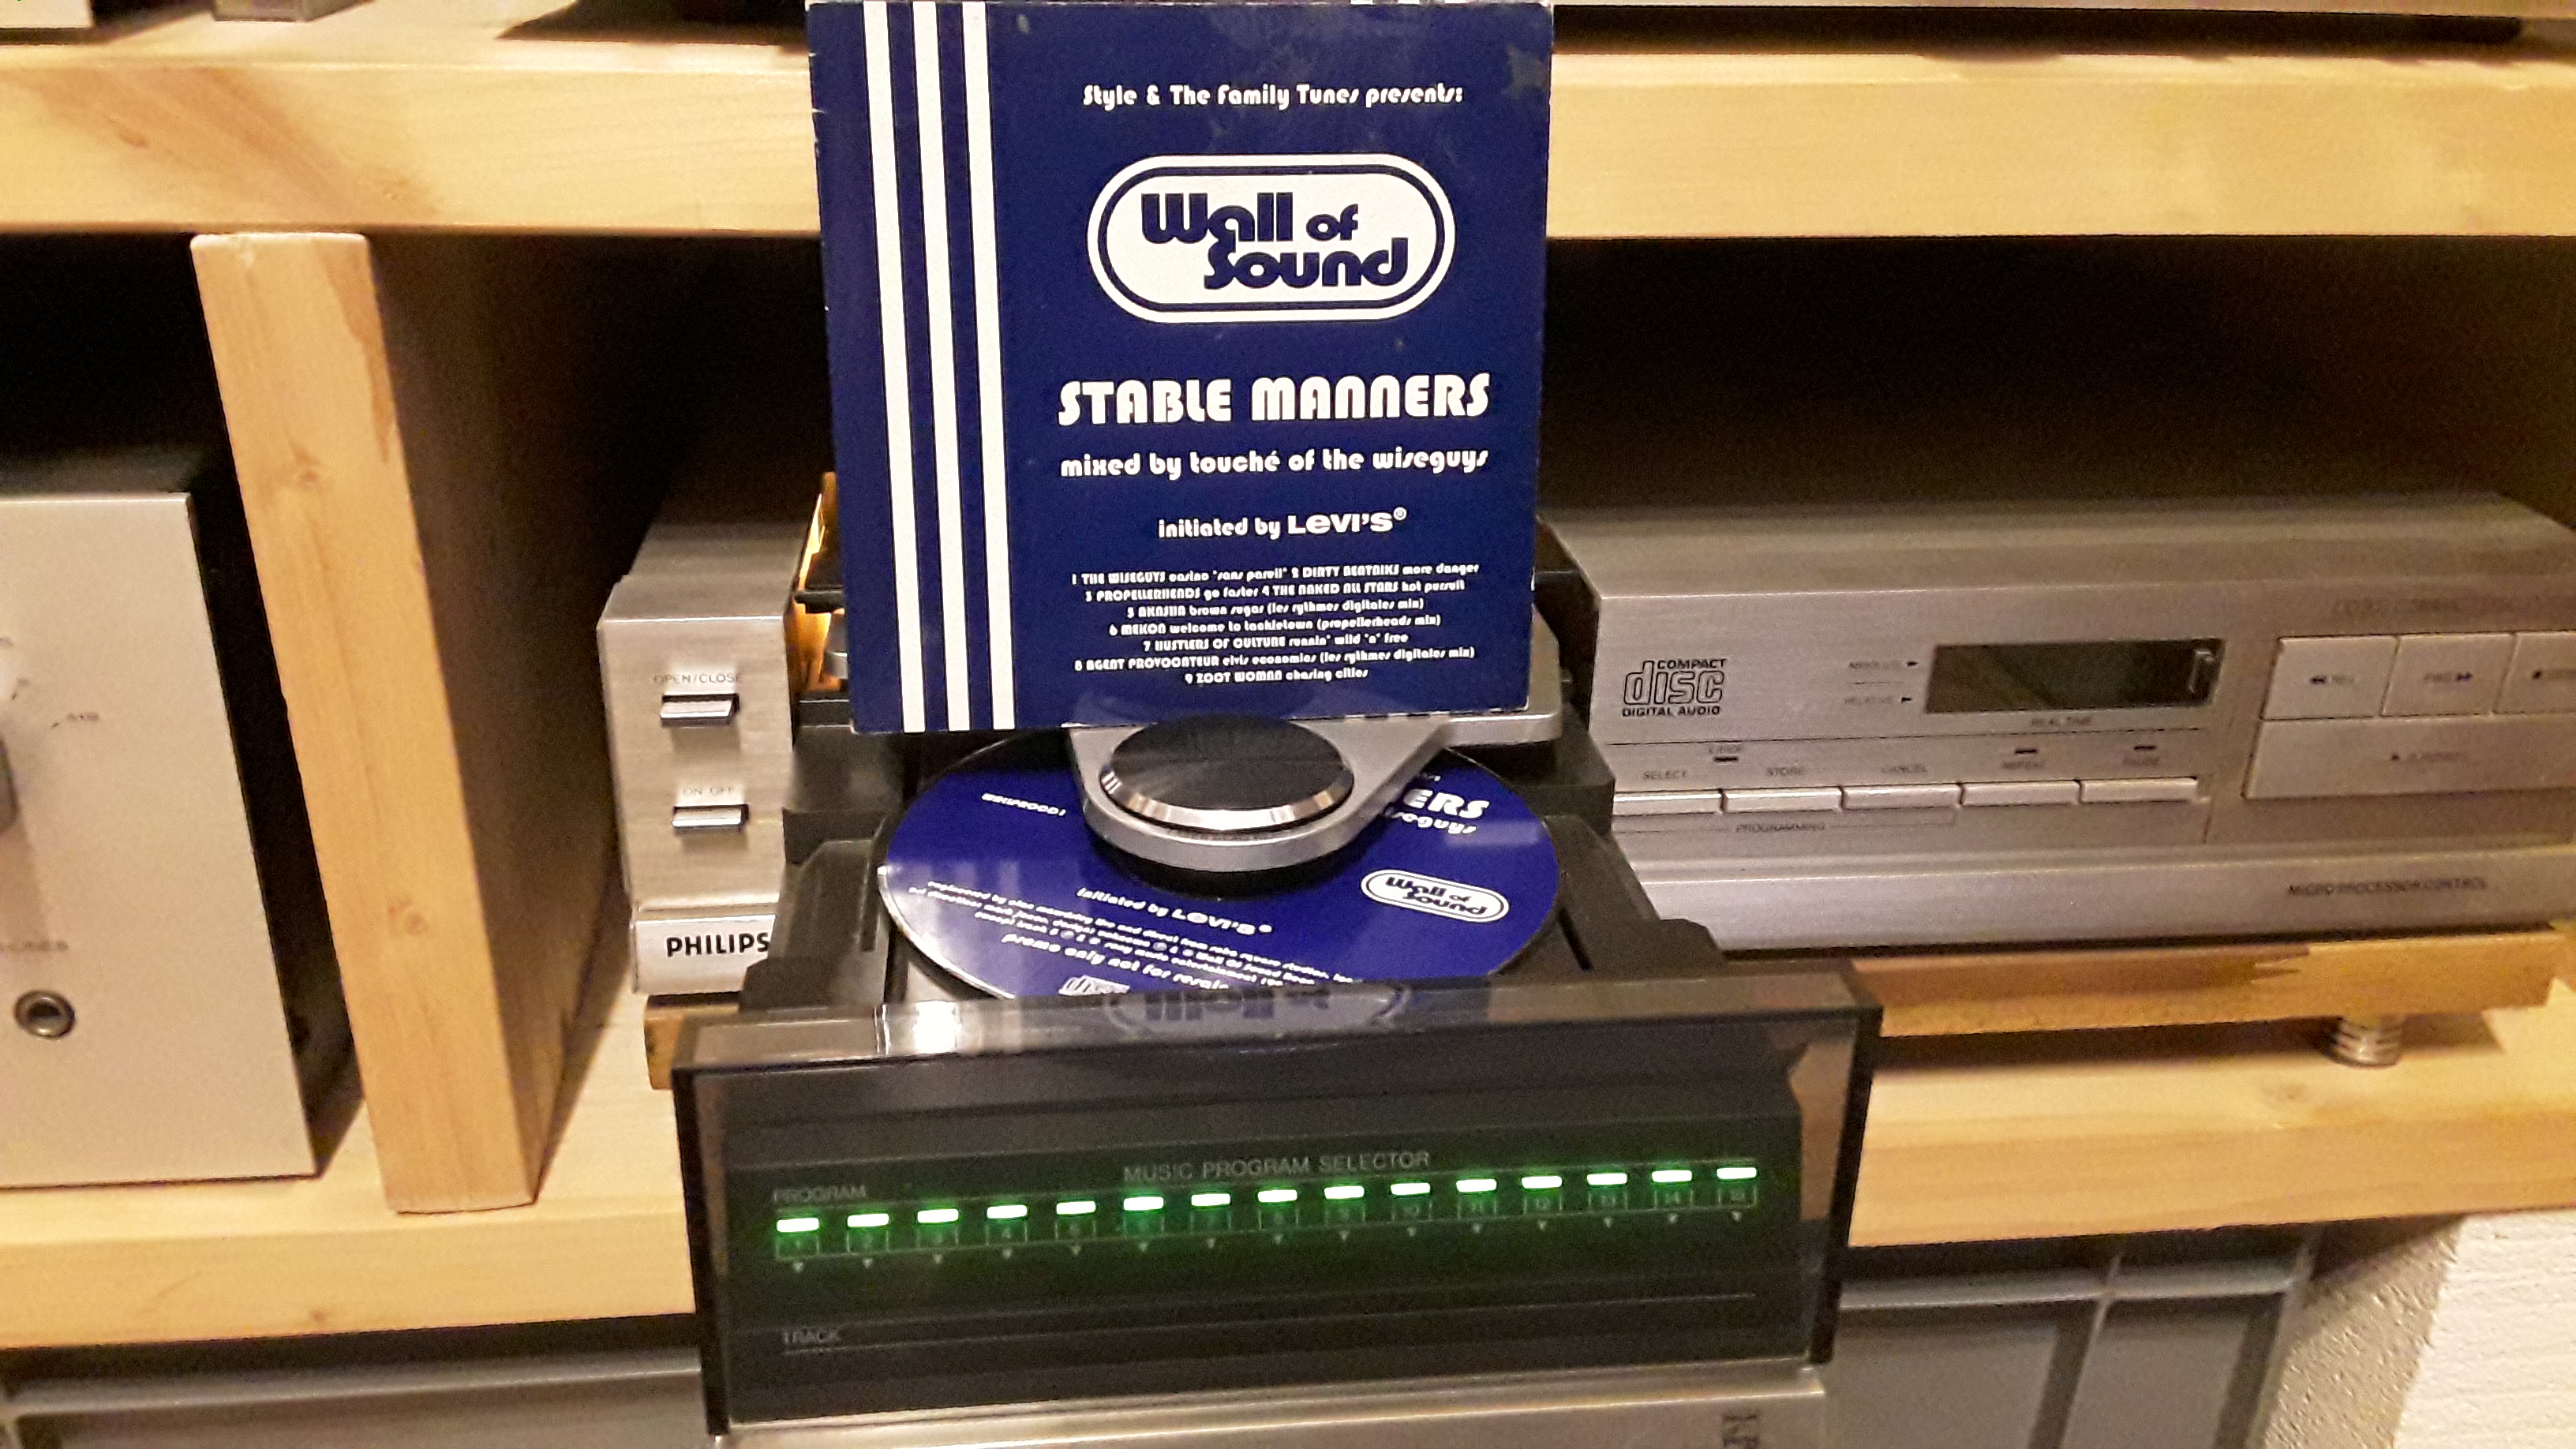 Style & The Family Tunes presents:
Wall of
Sound
STABLE MANNERS
mixed by touché of the wiseguys
initiated by Levi's®
1 THE WISEGUYS casino "sans pareil" 2 DIRTY BEATNIKS more danger
3 PROPELLERHEADS go faster 4 THE NAKED ALL STARS hot pursuit
5 AKASHA brown sugar (les rythmes digitales mix)
6 MEKON welcome to tackletown (propellerheads mix)
7 HUSTLERS OF CULTURE runnin' wild 'n' free
8 AGENT PROVOCATEUR elvis economics (les rythmes digitales mix)
9 ZOOT WOMAN chasing cities
OPEN/CLOSE
ON OFF
PHILIPS
COMPACT
disc
DIGITAL AUDIO
ABSOLUTE
RELATIVE
REAL TIME
SELECT
STORE
CANCEL
REPEAT
PAUSE
PROGRAMMING
MICRO PROCESSOR CONTROL
ERS
wiseguys
Wall of
Sound
initiated by LEVI'S®
promo only not for resale
disc
MUSIC PROGRAM SELECTOR
PROGRAM
1 2 3 4 5 6 7 8 9 10 11 12 13 14 15
TRACK